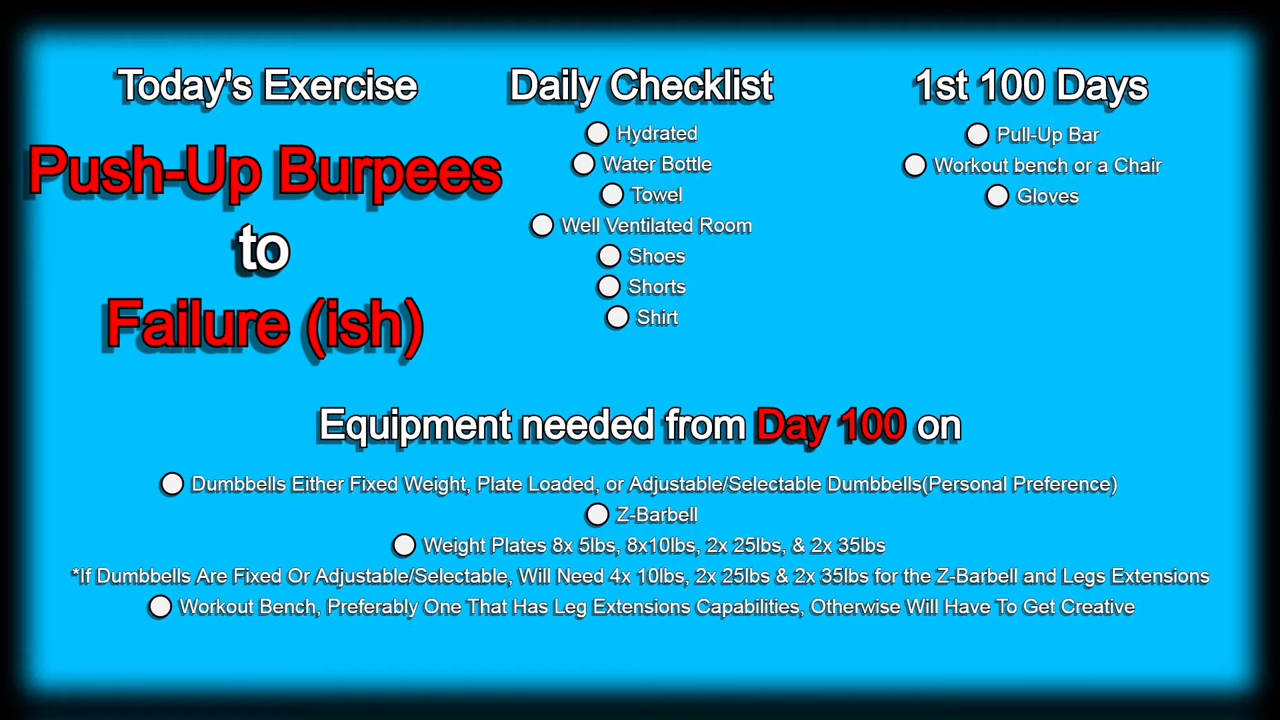 Today's Exercise
Push-Up Burpees
to
Failure (ish)
Daily Checklist
Hydrated
Water Bottle
Towel
Well Ventilated Room
Shoes
Shorts
Shirt
1st 100 Days
Pull-Up Bar
Workout bench or a Chair
Gloves
Equipment needed from Day 100 on
Dumbbells Either Fixed Weight, Plate Loaded, or Adjustable/Selectable Dumbbells(Personal Preference)
Z-Barbell
Weight Plates 8x 5lbs, 8x10lbs, 2x 25lbs, & 2x 35lbs
*If Dumbbells Are Fixed Or Adjustable/Selectable, Will Need 4x 10lbs, 2x 25lbs & 2x 35lbs for the Z-Barbell and Legs Extensions
Workout Bench, Preferably One That Has Leg Extensions Capabilities, Otherwise Will Have To Get Creative